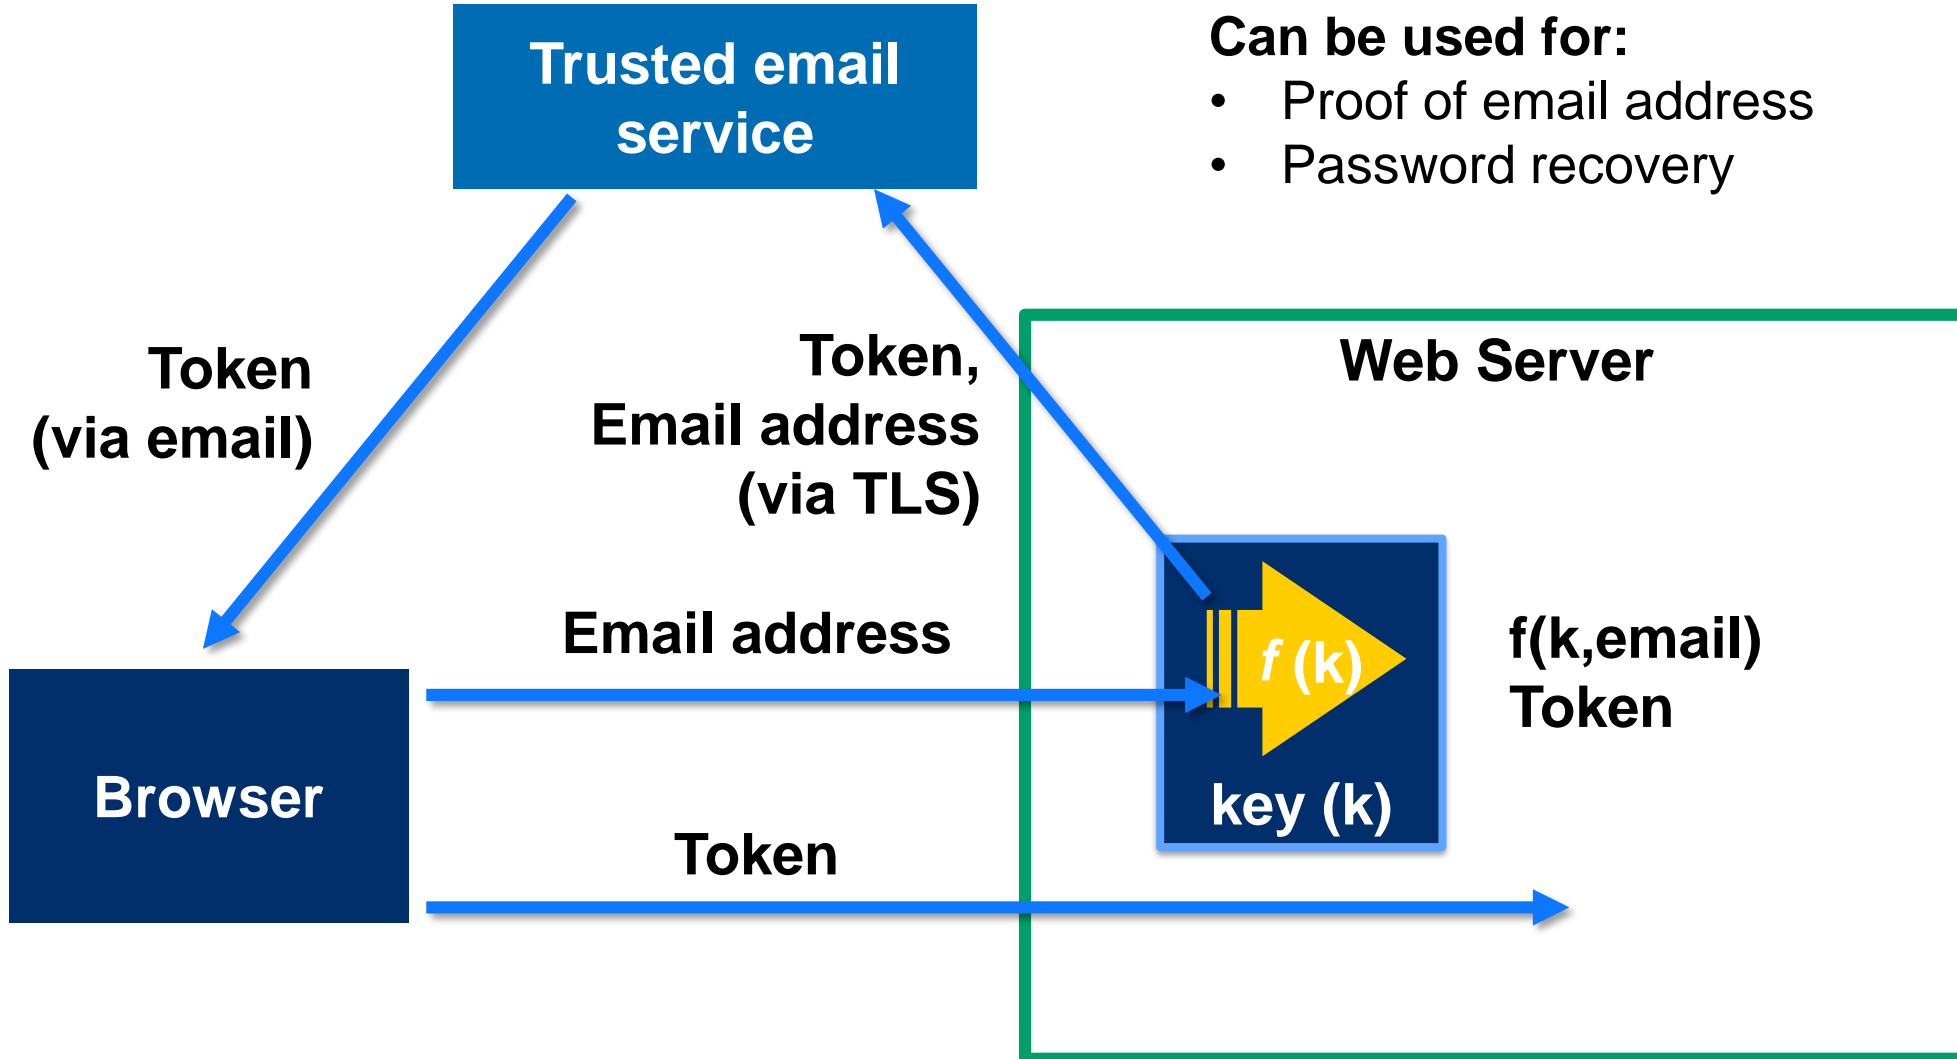 Trusted email
service
Can be used for:
• Proof of email address
• Password recovery
Token
(via email)
Token,
Email address
(via TLS)
Web Server
Email address
f (k)
key (k)
f(k,email)
Token
Browser
Token